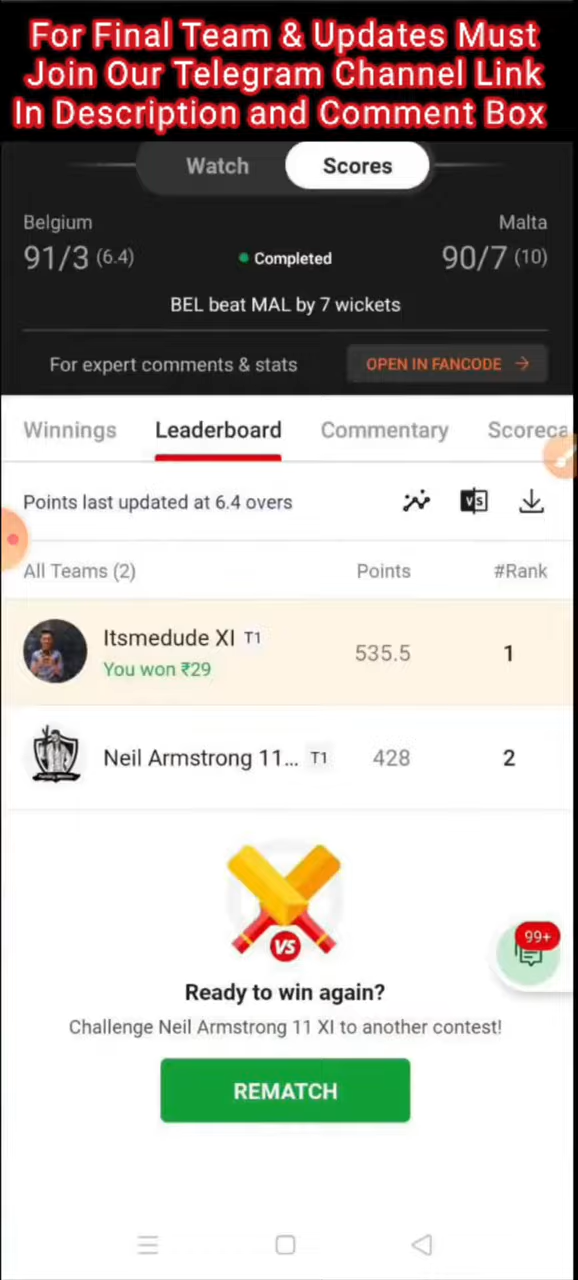 For Final Team & Updates Must
Join Our Telegram Channel Link
In Description and Comment Box
Watch Scores
Belgium Malta
91/3 (6.4) Completed 90/7 (10)
BEL beat MAL by 7 wickets
For expert comments & stats OPEN IN FANCODE
Winnings Leaderboard Commentary Scoreca
Points last updated at 6.4 overs VS
All Teams (2) Points #Rank
Itsmedude XI T1 535.5 1
You won ₹29
Neil Armstrong 11... T1 428 2
VS
99+
Ready to win again?
Challenge Neil Armstrong 11 XI to another contest!
REMATCH